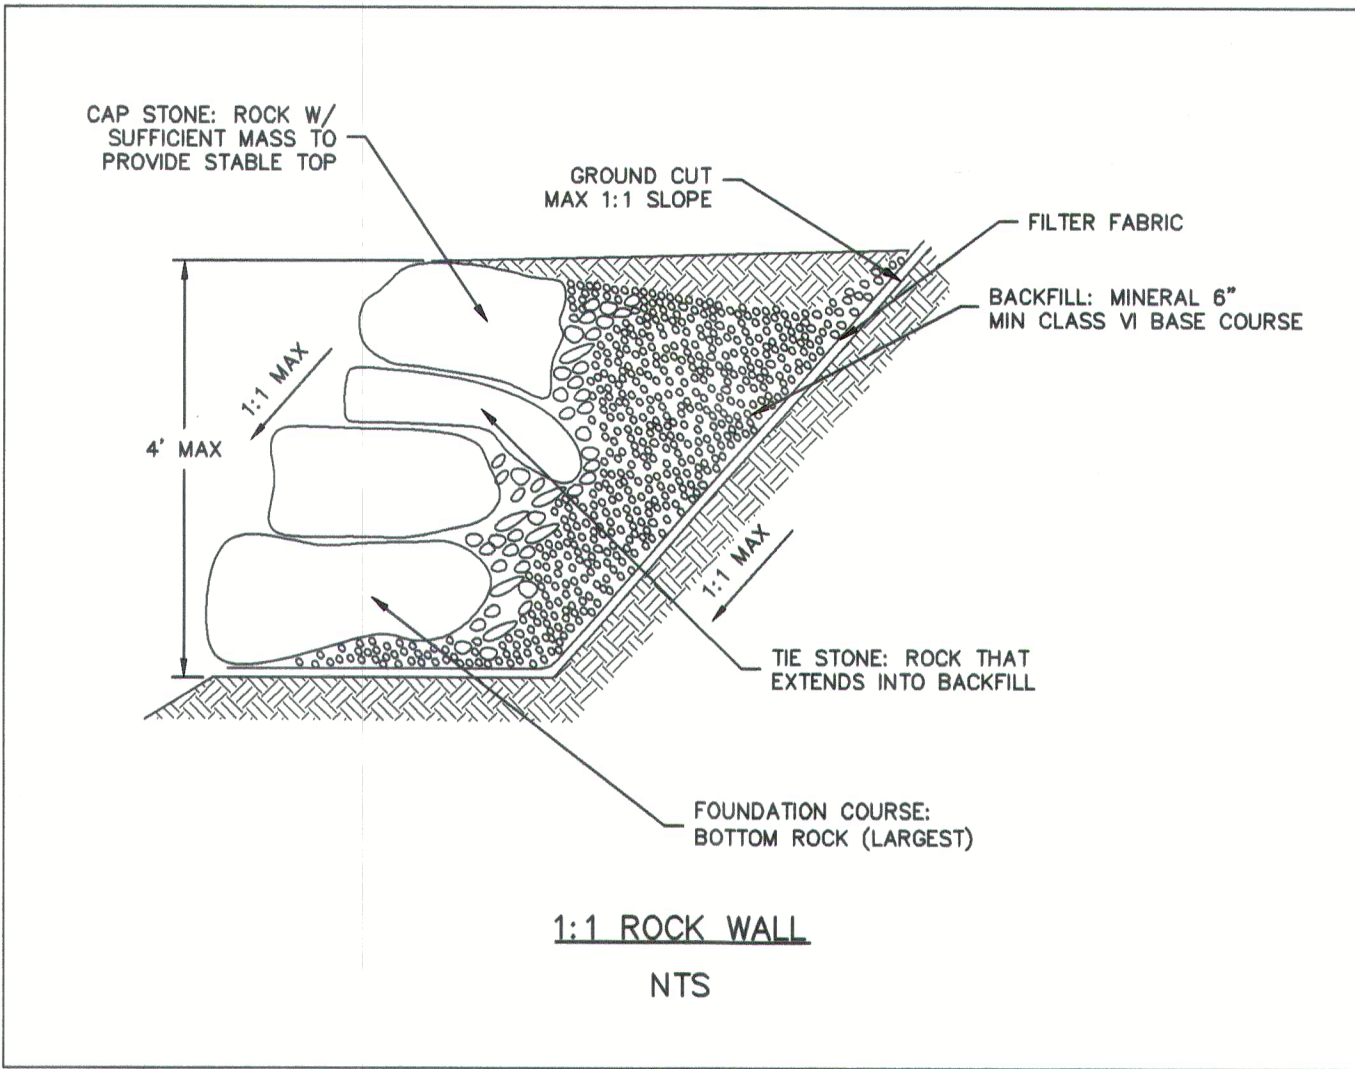 CAP STONE: ROCK W/
SUFFICIENT MASS TO
PROVIDE STABLE TOP
GROUND CUT
MAX 1:1 SLOPE
FILTER FABRIC
BACKFILL: MINERAL 6"
MIN CLASS VI BASE COURSE
1:1 MAX
4' MAX
1:1 MAX
TIE STONE: ROCK THAT
EXTENDS INTO BACKFILL
FOUNDATION COURSE:
BOTTOM ROCK (LARGEST)
1:1 ROCK WALL
NTS